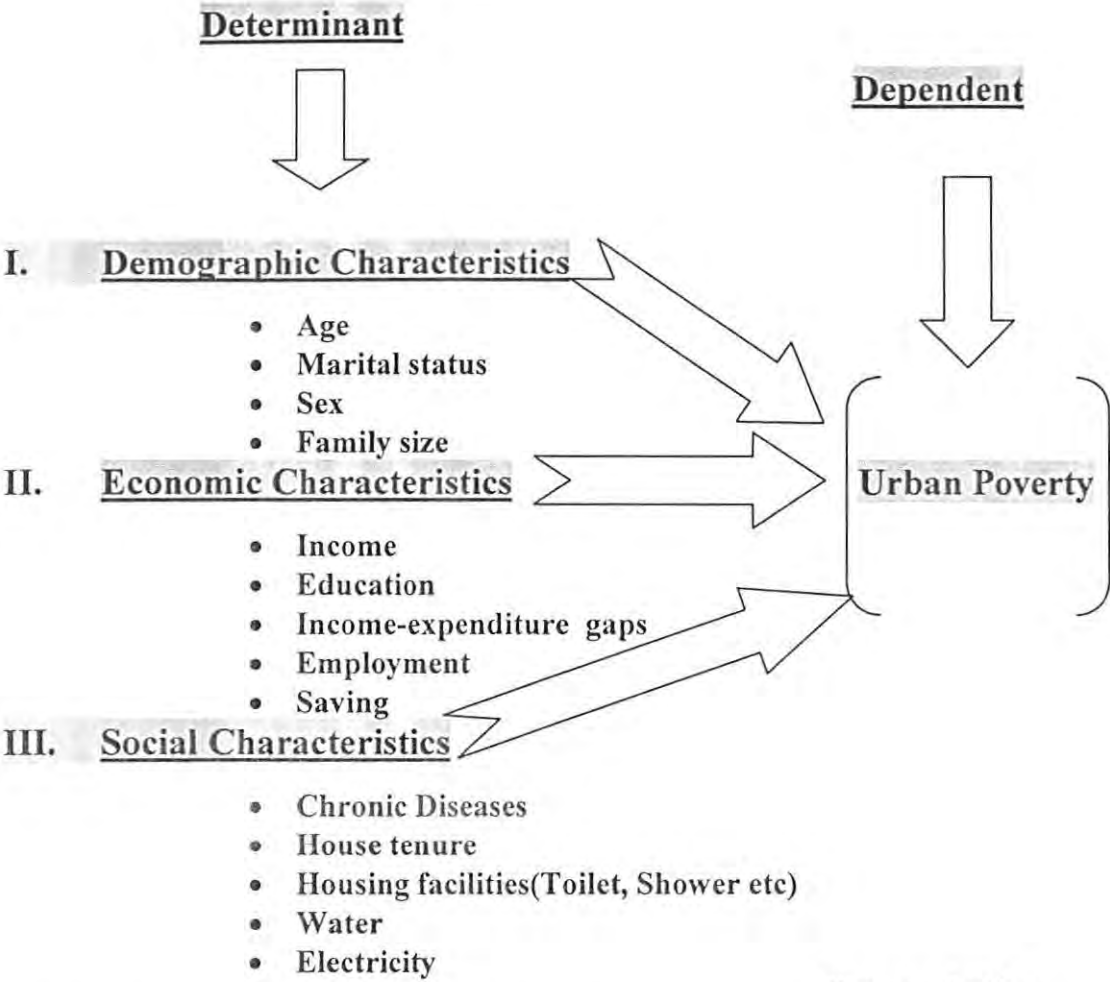 Determinant
Dependent
I. Demographic Characteristics
• Age
• Marital status
• Sex
• Family size
II. Economic Characteristics
Urban Poverty
• Income
• Education
• Income-expenditure gaps
• Employment
• Saving
III. Social Characteristics
• Chronic Diseases
• House tenure
• Housing facilities(Toilet, Shower etc)
• Water
• Electricity